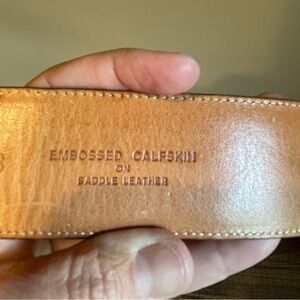 EMBOSSED CALFSKIN
ON
SADDLE LEATHER